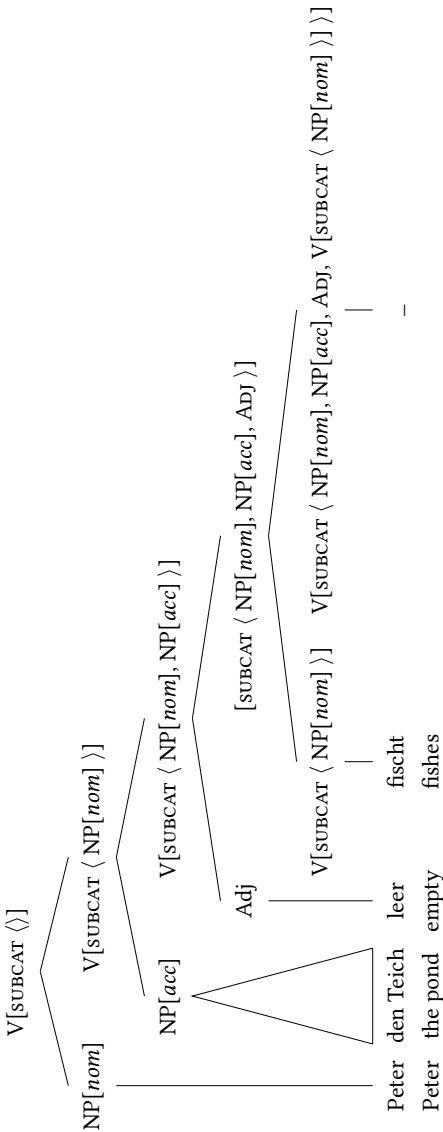 V[SUBCAT ⟨⟩]
NP[nom] V[SUBCAT ⟨ NP[nom] ⟩]
NP[acc] V[SUBCAT ⟨ NP[nom], NP[acc] ⟩]
Adj [SUBCAT ⟨ NP[nom], NP[acc], ADJ ⟩]
V[SUBCAT ⟨ NP[nom] ⟩] V[SUBCAT ⟨ NP[nom], NP[acc], ADJ, V[SUBCAT ⟨ NP[nom] ⟩] ⟩]
Peter den Teich leer fischt –
Peter the pond empty fishes